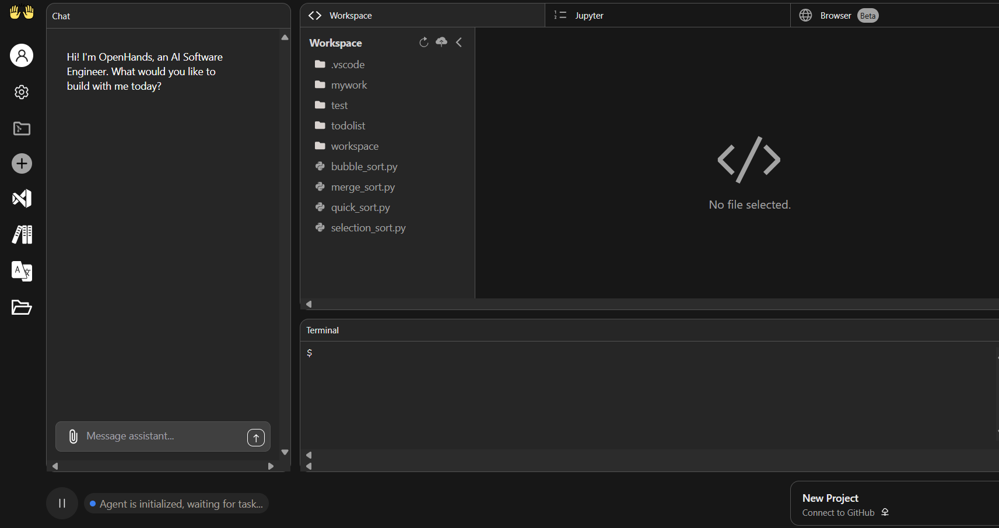 Chat
Hi! I'm OpenHands, an AI Software
Engineer. What would you like to
build with me today?
Message assistant...
Agent is initialized, waiting for task...
Workspace
Jupyter
Browser Beta
Workspace
.vscode
mywork
test
todolist
workspace
bubble_sort.py
merge_sort.py
quick_sort.py
selection_sort.py
No file selected.
Terminal
$
New Project
Connect to GitHub